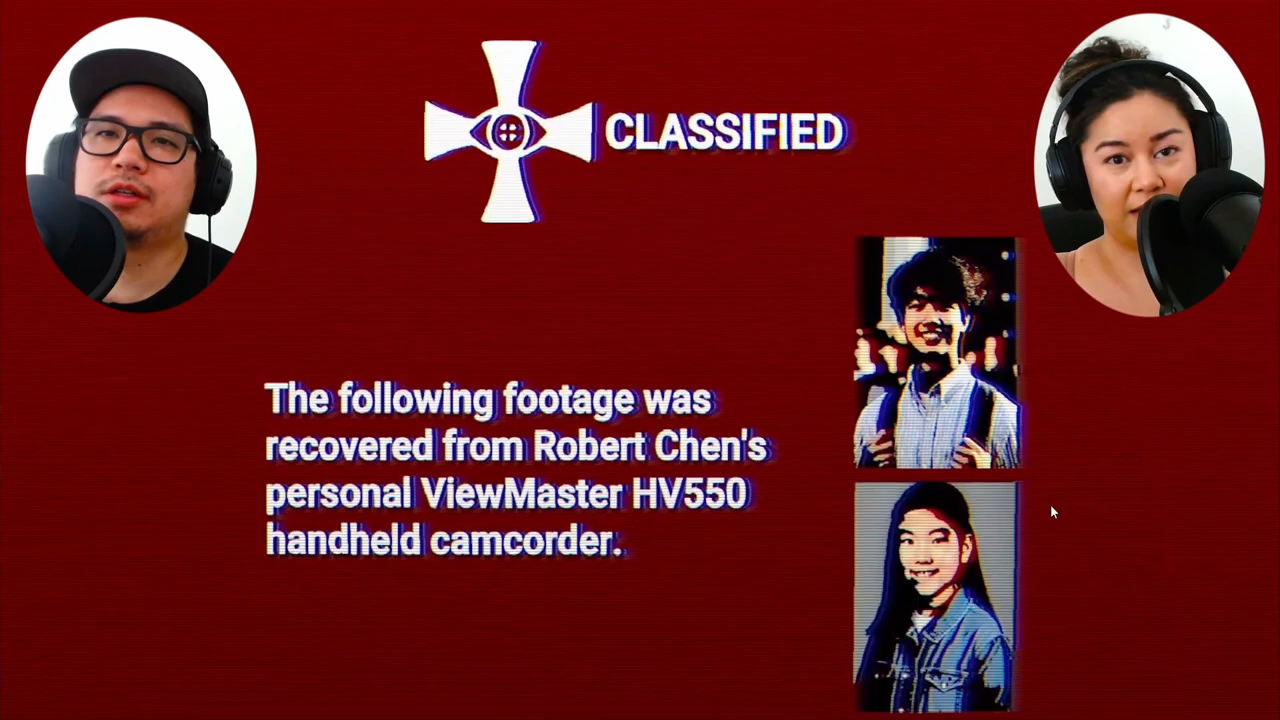 CLASSIFIED
The following footage was
recovered from Robert Chen's
personal ViewMaster HV550
handheld camcorder.